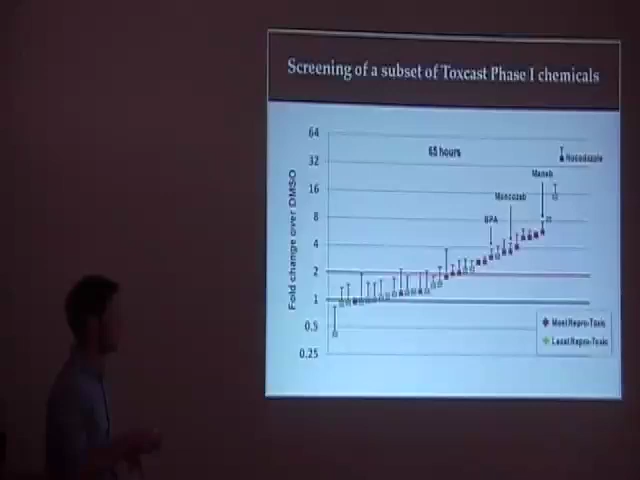 Screening of a subset of Toxcast Phase I chemicals
64
65 hours
32
Nocodazole
Maneb
16
Mancozeb
8
BPA
4
2
1
0.5
0.25
Fold change over DMSO
Most Repro-Toxic
Least Repro-Toxic